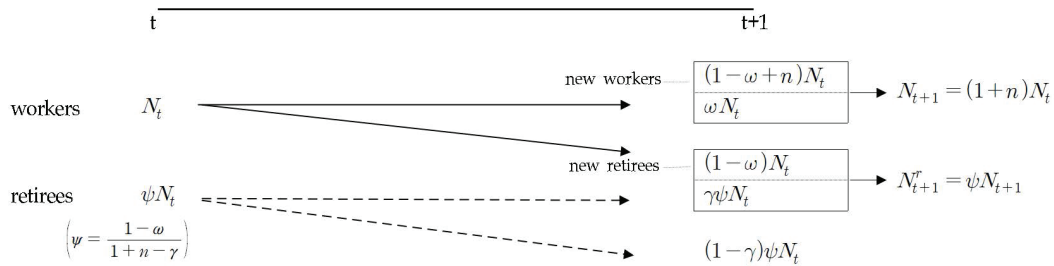 t t+1
new workers (1−ω+n)N_t
workers N_t ωN_t N_{t+1} = (1+n)N_t
new retirees (1−ω)N_t
retirees ψN_t γψN_t N^r_{t+1} = ψN_{t+1}
(ψ = \frac{1−ω}{1+n−γ}) (1−γ)ψN_t